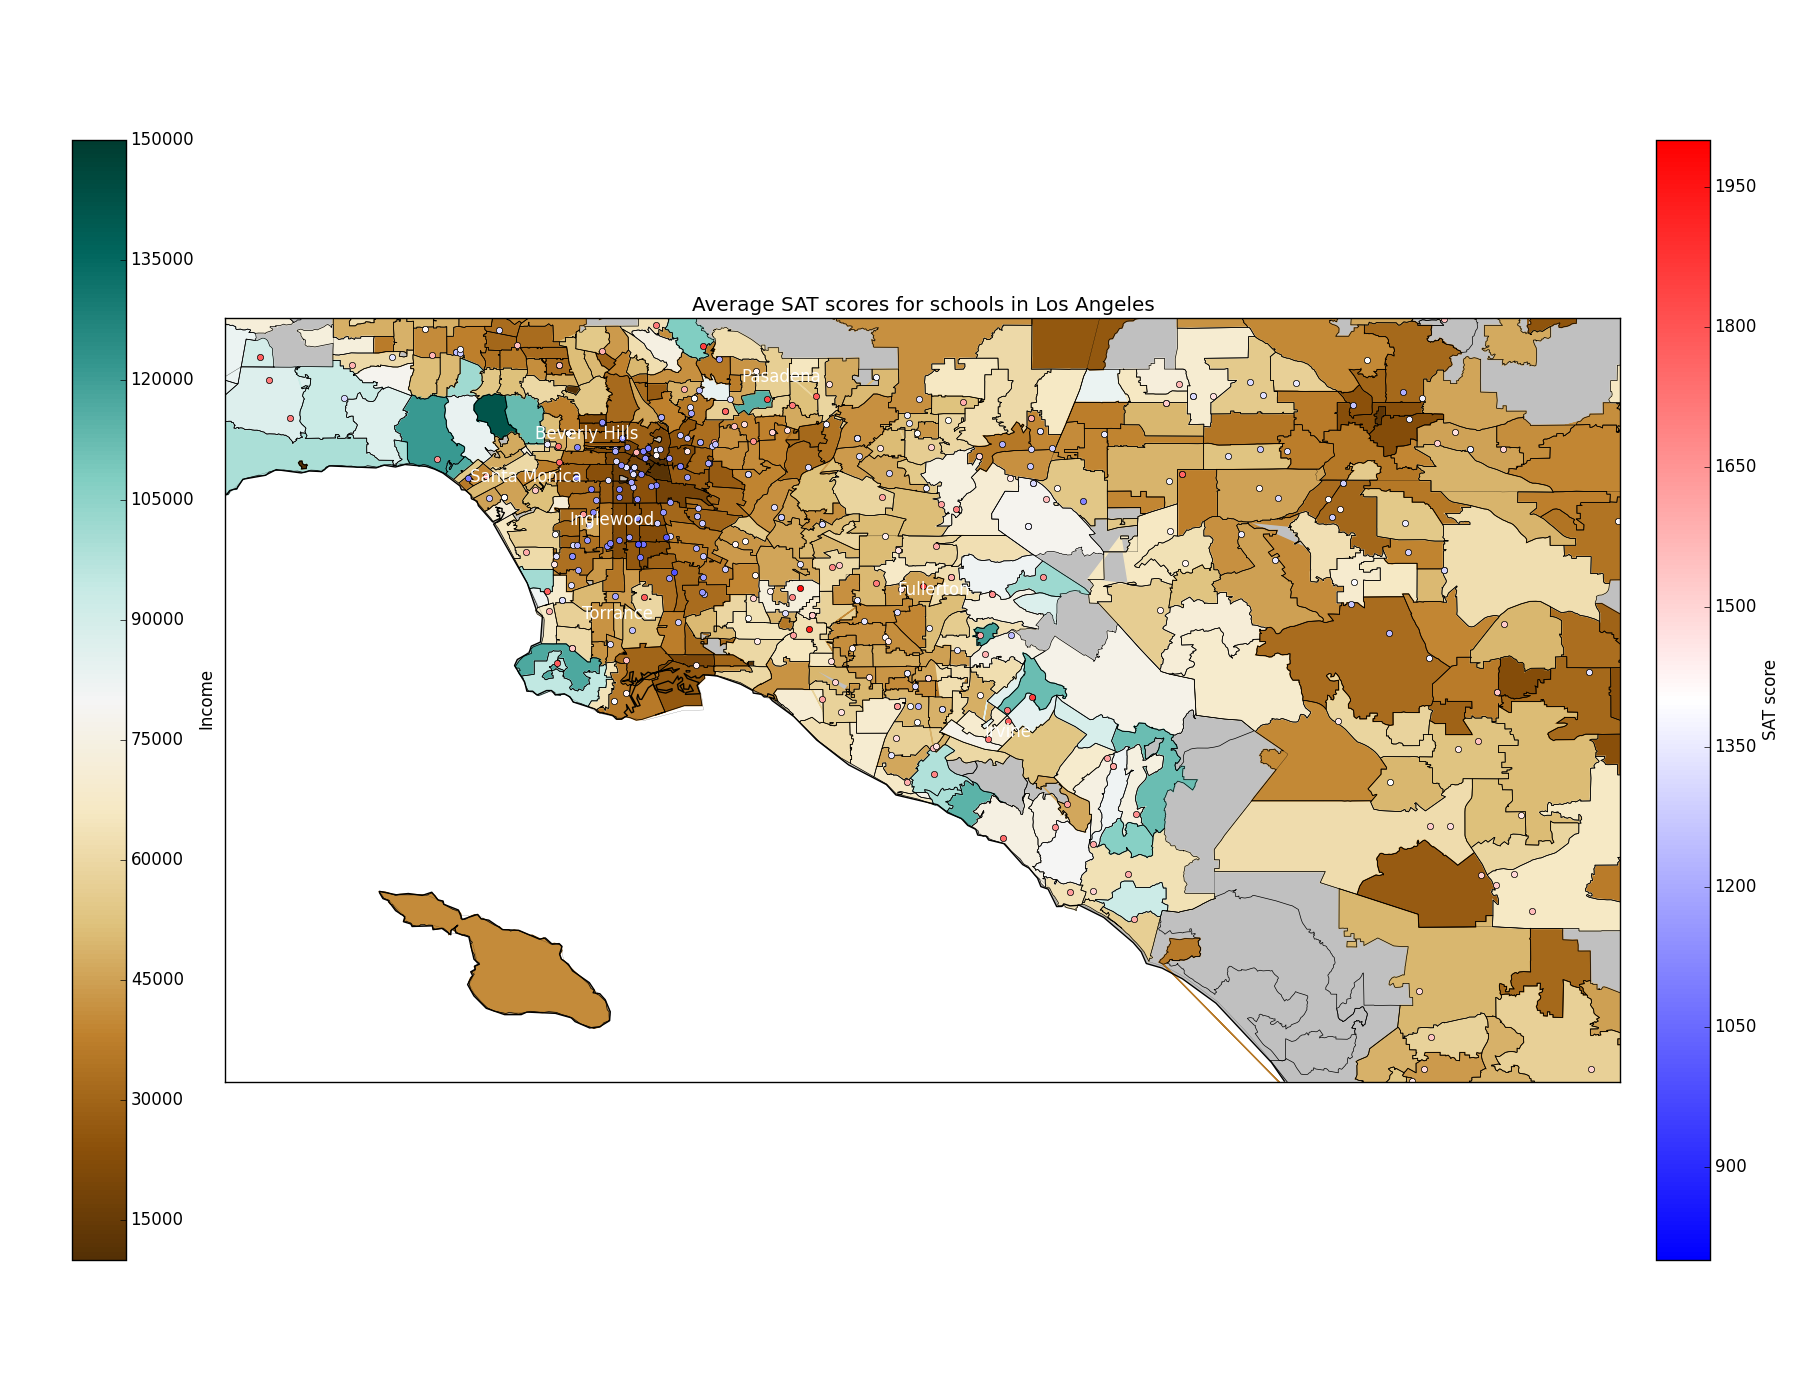 Average SAT scores for schools in Los Angeles
150000
135000
120000
105000
90000
75000
60000
45000
30000
15000
Income
Pasadena
Beverly Hills
Santa Monica
Inglewood
Fullerton
Torrance
Irvine
1950
1800
1650
1500
1350
1200
1050
900
SAT score